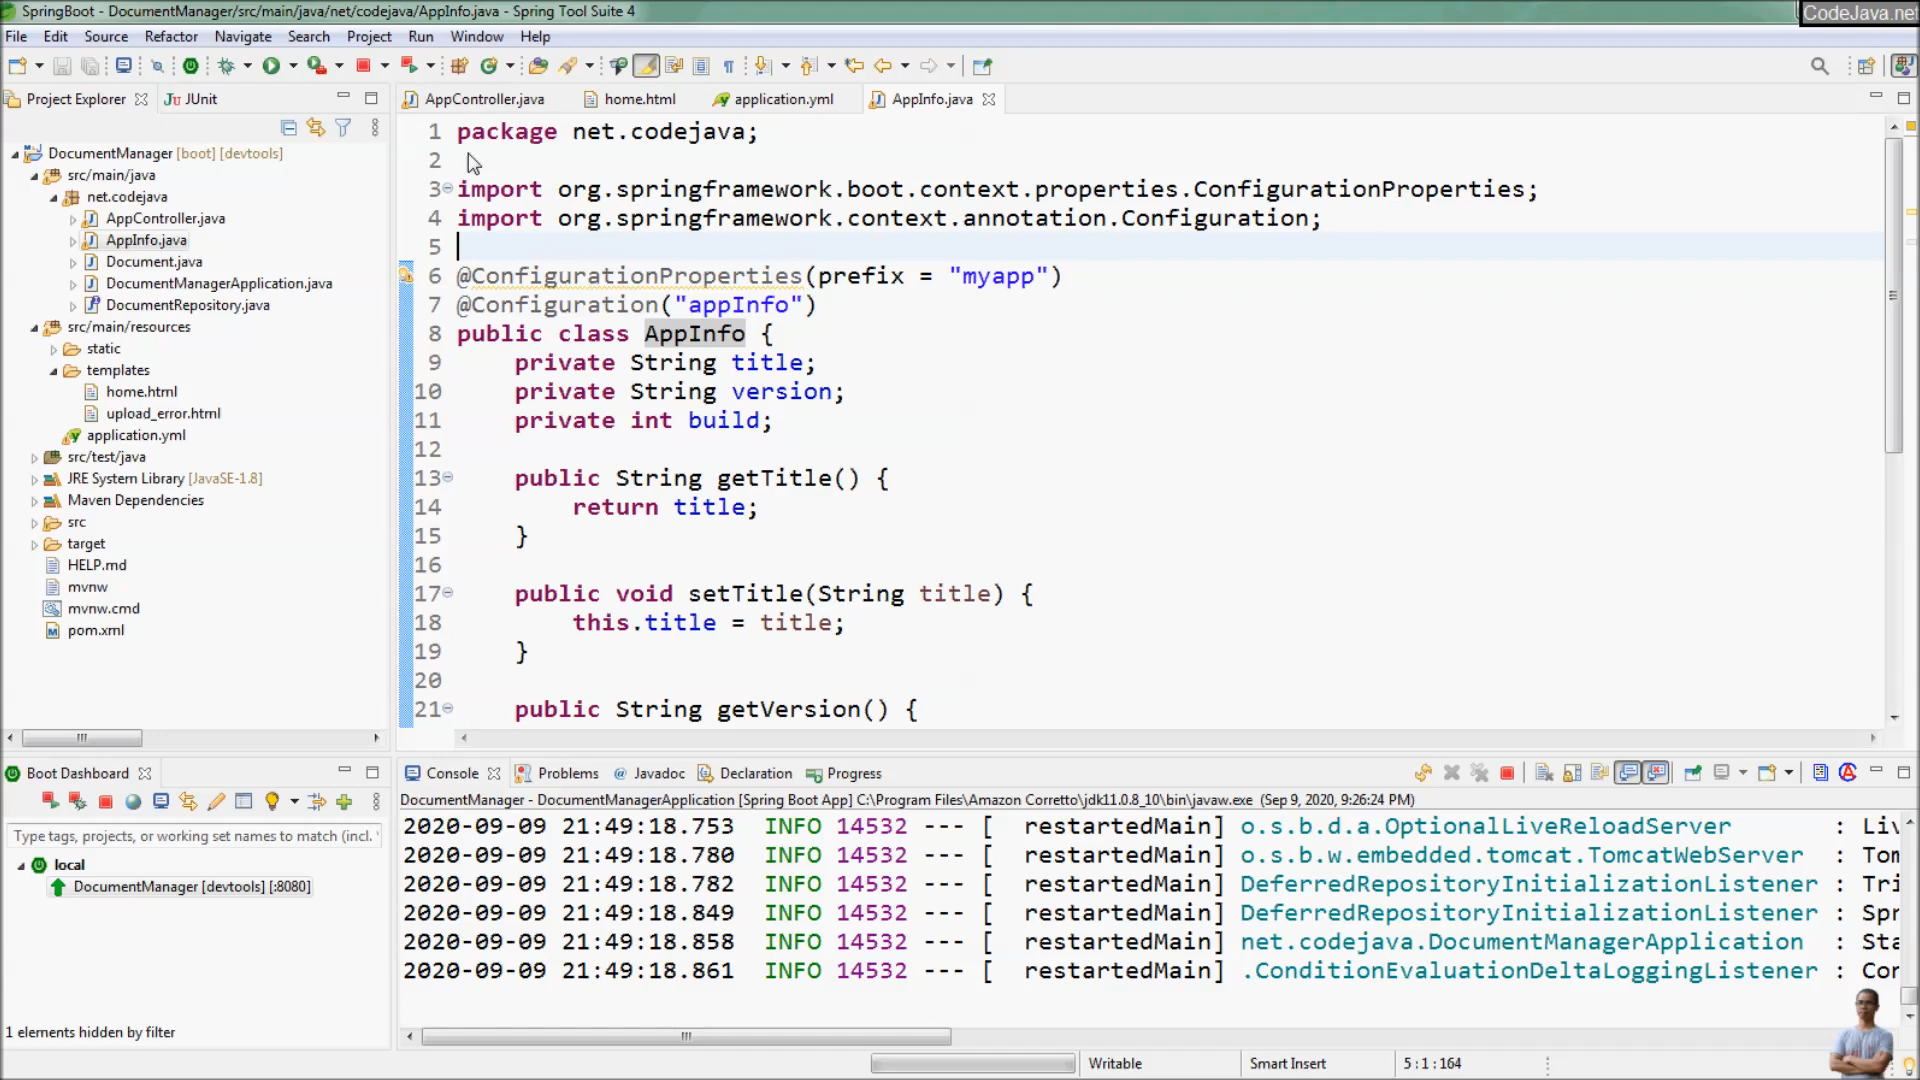 SpringBoot - DocumentManager/src/main/java/net/codejava/AppInfo.java - Spring Tool Suite 4
CodeJava.net
File Edit Source Refactor Navigate Search Project Run Window Help
Project Explorer JUnit
AppController.java home.html application.yml AppInfo.java
DocumentManager [boot] [devtools]
src/main/java
net.codejava
AppController.java
AppInfo.java
Document.java
DocumentManagerApplication.java
DocumentRepository.java
src/main/resources
static
templates
home.html
upload_error.html
application.yml
src/test/java
JRE System Library [JavaSE-1.8]
Maven Dependencies
src
target
HELP.md
mvnw
mvnw.cmd
pom.xml
1 package net.codejava;
2
3 import org.springframework.boot.context.properties.ConfigurationProperties;
4 import org.springframework.context.annotation.Configuration;
5
6 @ConfigurationProperties(prefix = "myapp")
7 @Configuration("appInfo")
8 public class AppInfo {
9 private String title;
10 private String version;
11 private int build;
12
13 public String getTitle() {
14 return title;
15 }
16
17 public void setTitle(String title) {
18 this.title = title;
19 }
20
21 public String getVersion() {
Boot Dashboard
Type tags, projects, or working set names to match (incl. *
local
DocumentManager [devtools] [:8080]
1 elements hidden by filter
Console Problems Javadoc Declaration Progress
DocumentManager - DocumentManagerApplication [Spring Boot App] C:\Program Files\Amazon Corretto\jdk11.0.8_10\bin\javaw.exe (Sep 9, 2020, 9:26:24 PM)
2020-09-09 21:49:18.753 INFO 14532 --- [ restartedMain] o.s.b.d.a.OptionalLiveReloadServer : Liv
2020-09-09 21:49:18.780 INFO 14532 --- [ restartedMain] o.s.b.w.embedded.tomcat.TomcatWebServer : Tom
2020-09-09 21:49:18.782 INFO 14532 --- [ restartedMain] DeferredRepositoryInitializationListener : Tri
2020-09-09 21:49:18.849 INFO 14532 --- [ restartedMain] DeferredRepositoryInitializationListener : Spr
2020-09-09 21:49:18.858 INFO 14532 --- [ restartedMain] net.codejava.DocumentManagerApplication : Sta
2020-09-09 21:49:18.861 INFO 14532 --- [ restartedMain] .ConditionEvaluationDeltaLoggingListener : Con
Writable Smart Insert 5 : 1 : 164